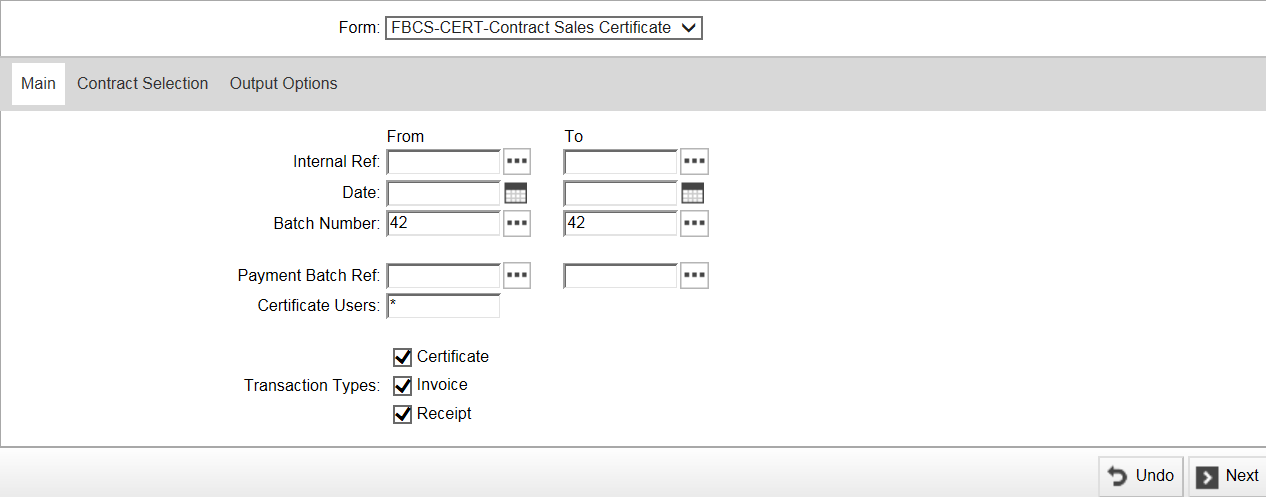 Form: FBCS-CERT-Contract Sales Certificate
Main Contract Selection Output Options
From To
Internal Ref:
Date:
Batch Number: 42 42
Payment Batch Ref:
Certificate Users: *
Certificate
Transaction Types: Invoice
Receipt
Undo Next